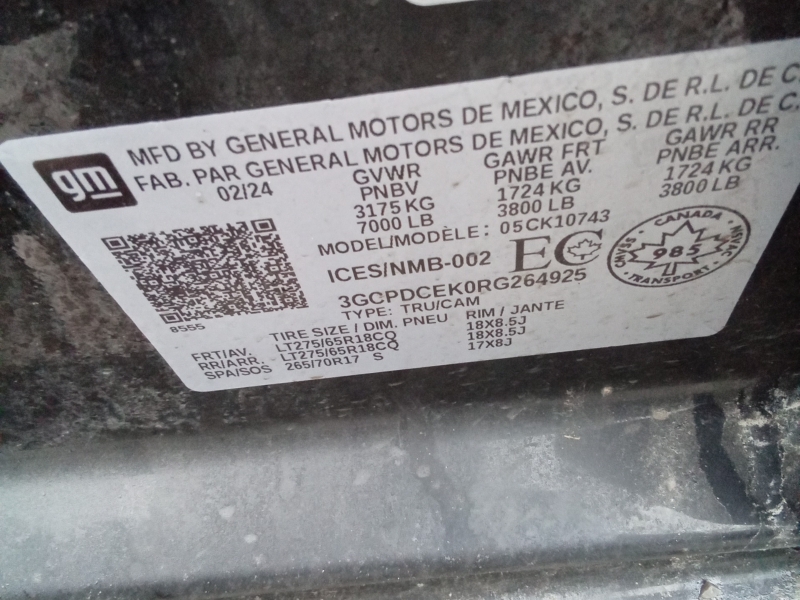 gm
MFD BY GENERAL MOTORS DE MEXICO, S. DE R.L. DE C.
FAB. PAR GENERAL MOTORS DE MEXICO, S. DE R.L. DE C.
02/24 GVWR GAWR FRT GAWR RR
PNBV PNBE AV. PNBE ARR.
3175 KG 1724 KG 1724 KG
7000 LB 3800 LB 3800 LB
MODEL/MODÈLE: 05CK10743
ICES/NMB-002 EC
CANADA
985
TRANSPORT
3GCPDCEK0RG264925
TYPE: TRU/CAM
8555
TIRE SIZE / DIM. PNEU RIM / JANTE
FRT/AV. LT275/65R18CQ 18X8.5J
RR/ARR. LT275/65R18CQ 18X8.5J
SPA/SOS 265/70R17 S 17X8J